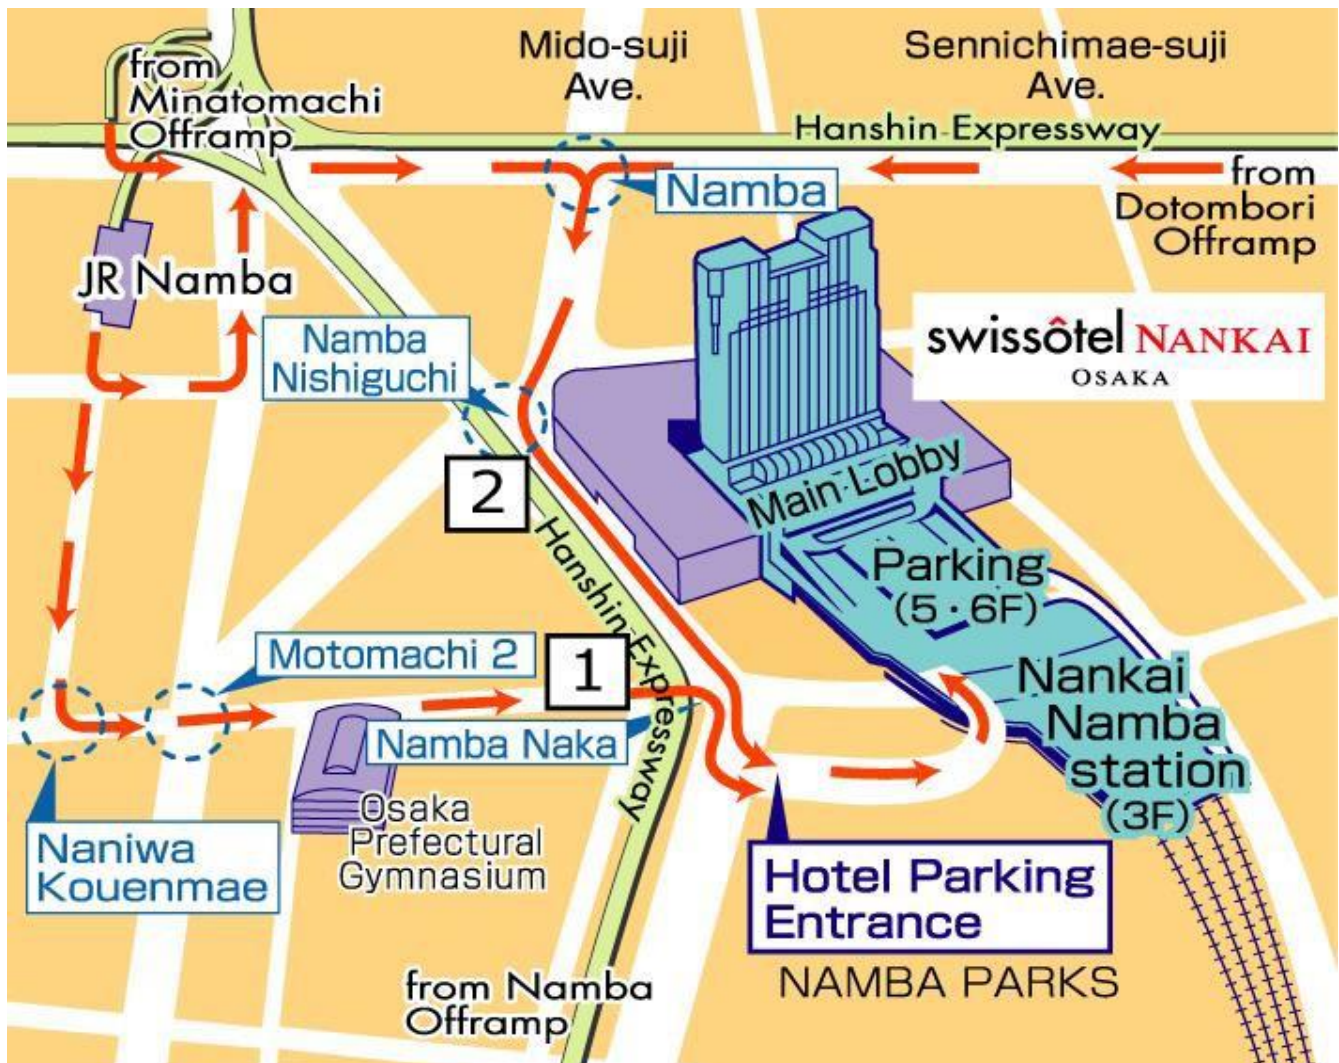 from
Minatomachi
Offramp
Mido-suji
Ave.
Sennichimae-suji
Ave.
Hanshin Expressway
Namba
from
Dotombori
Offramp
JR Namba
Namba
Nishiguchi
swissôtel NANKAI
OSAKA
Main Lobby
2
Hanshin Expressway
Parking
(5・6F)
Motomachi 2
1
Nankai
Namba
station
(3F)
Namba Naka
Osaka
Prefectural
Gymnasium
Naniwa
Kouenmae
Hotel Parking
Entrance
NAMBA PARKS
from Namba
Offramp